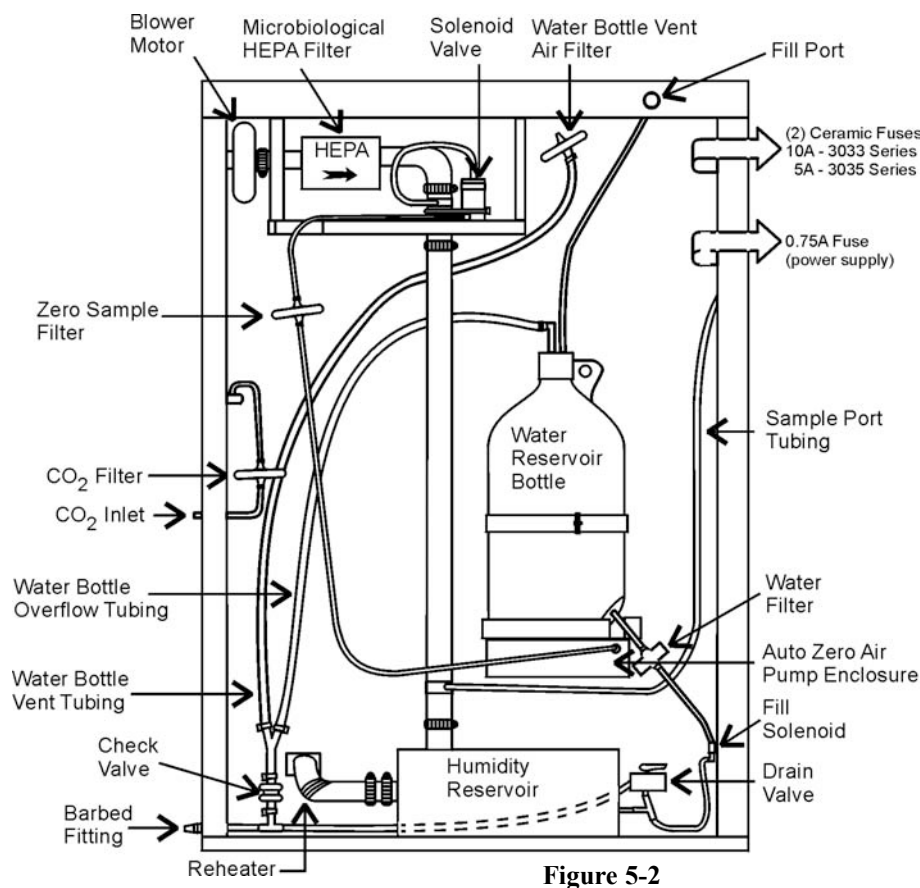 Blower
Motor
Microbiological
HEPA Filter
Solenoid
Valve
Water Bottle Vent
Air Filter
Fill Port
HEPA
(2) Ceramic Fuses
10A - 3033 Series
5A - 3035 Series
0.75A Fuse
(power supply)
Zero Sample
Filter
Sample Port
Tubing
Water
Reservoir
Bottle
CO2 Filter
CO2 Inlet
Water Bottle
Overflow Tubing
Water
Filter
Auto Zero Air
Pump Enclosure
Water Bottle
Vent Tubing
Fill
Solenoid
Check
Valve
Humidity
Reservoir
Drain
Valve
Barbed
Fitting
Reheater
Figure 5-2